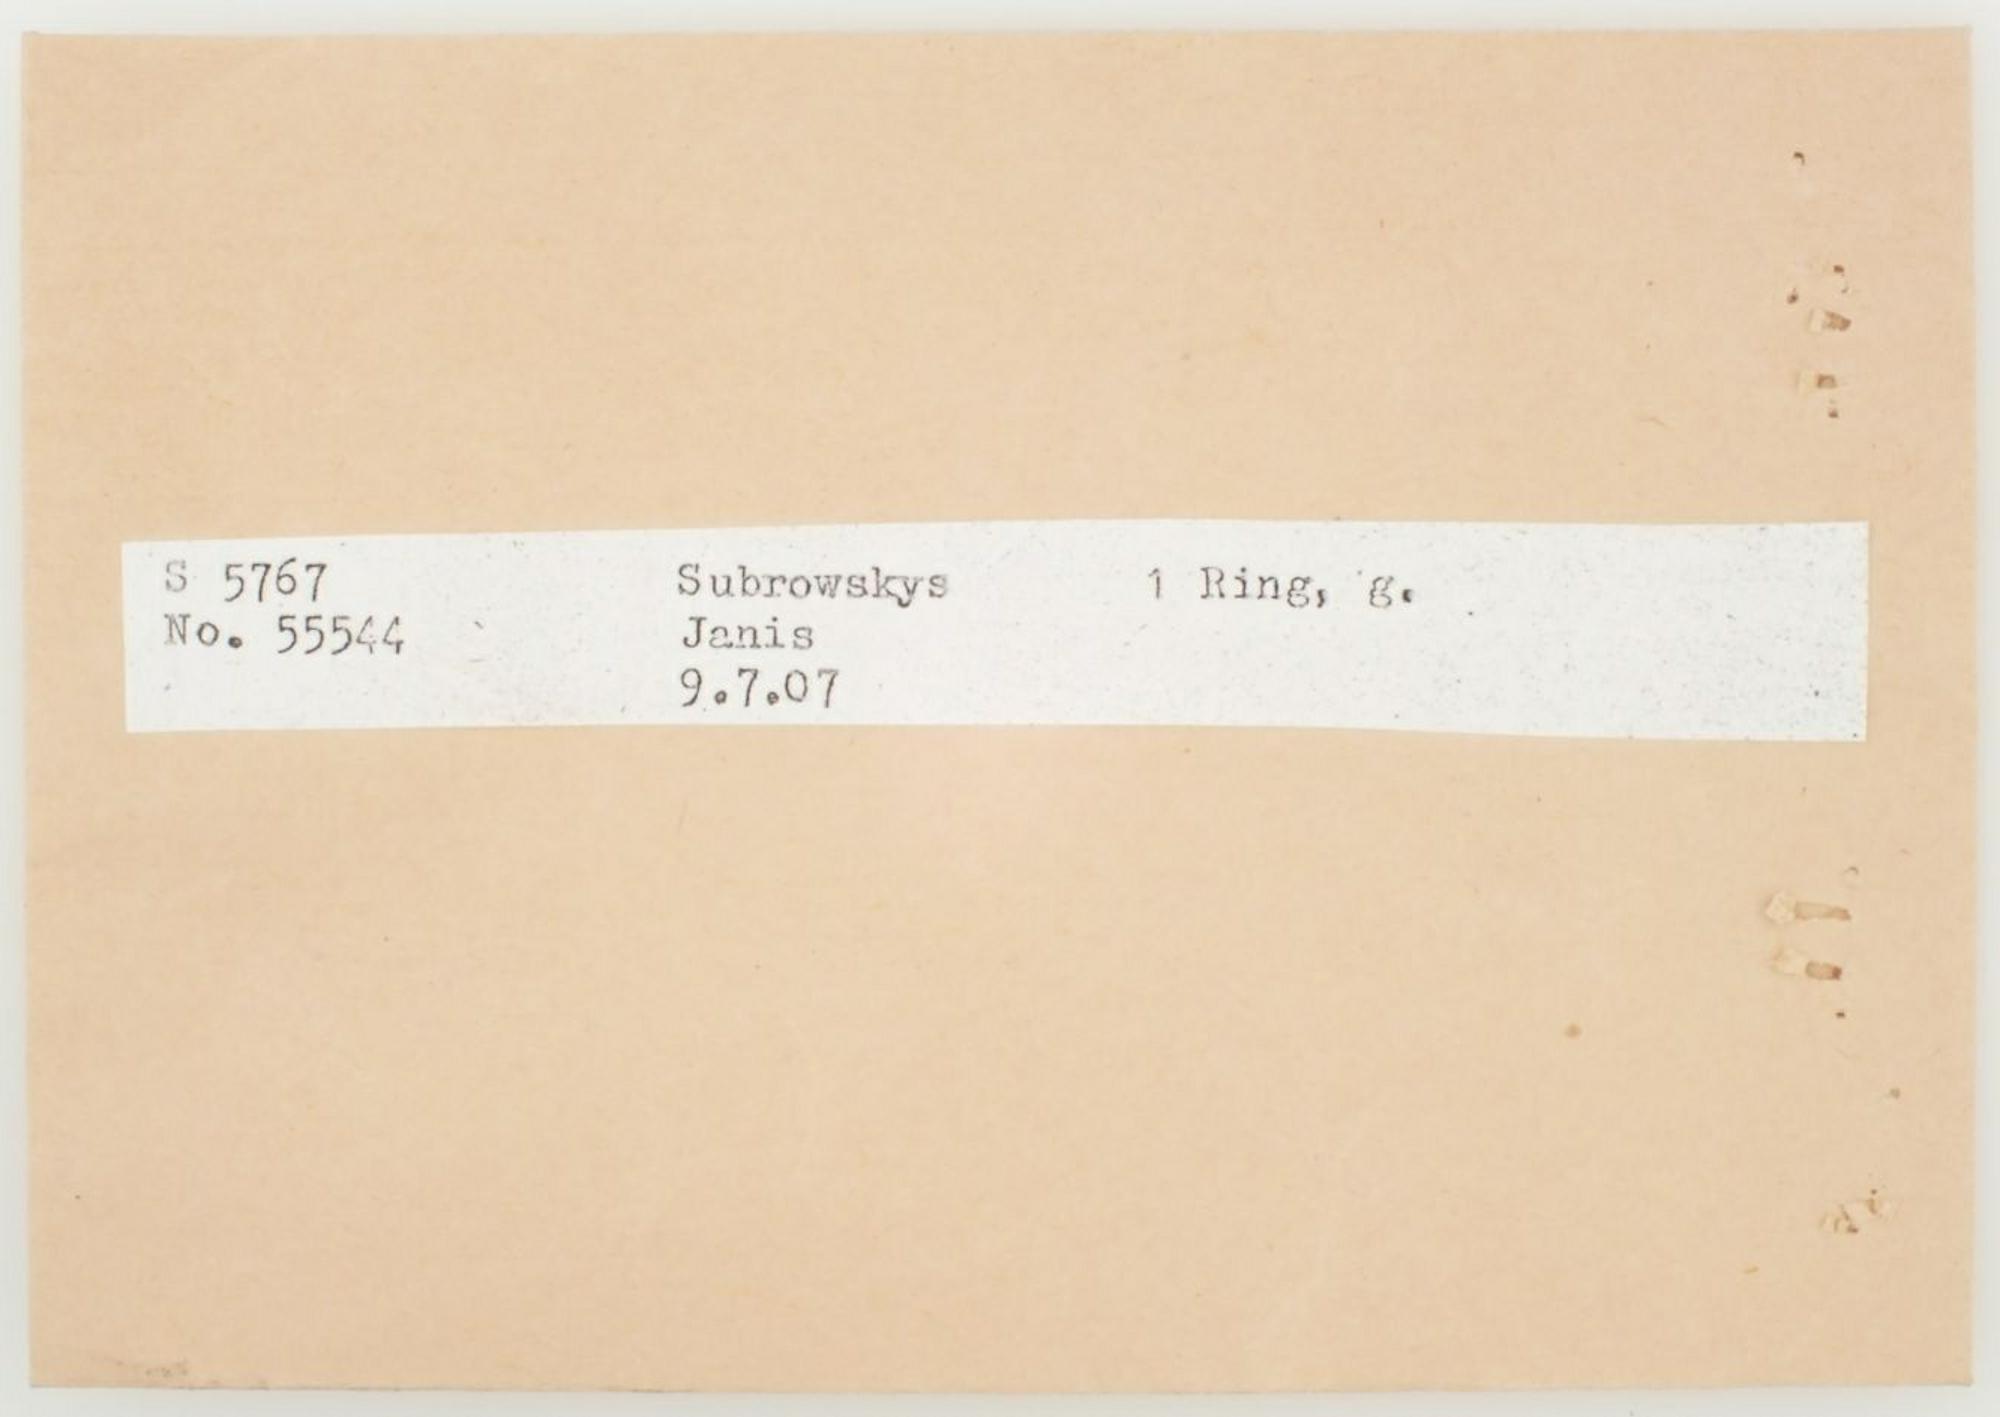 S 5767 Subrowskys 1 Ring, g.
No. 55544 Janis
9.7.07